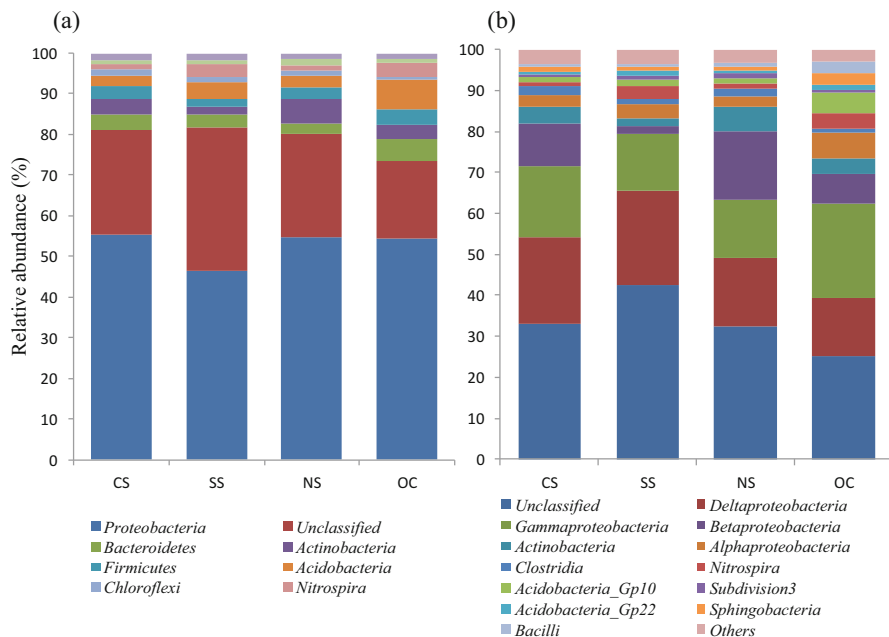 (a)
(b)
Relative abundance (%)
100
90
80
70
60
50
40
30
20
10
0
CS SS NS OC
Proteobacteria Unclassified
Bacteroidetes Actinobacteria
Firmicutes Acidobacteria
Chloroflexi Nitrospira
100
90
80
70
60
50
40
30
20
10
0
CS SS NS OC
Unclassified Deltaproteobacteria
Gammaproteobacteria Betaproteobacteria
Actinobacteria Alphaproteobacteria
Clostridia Nitrospira
Acidobacteria_Gp10 Subdivision3
Acidobacteria_Gp22 Sphingobacteria
Bacilli Others